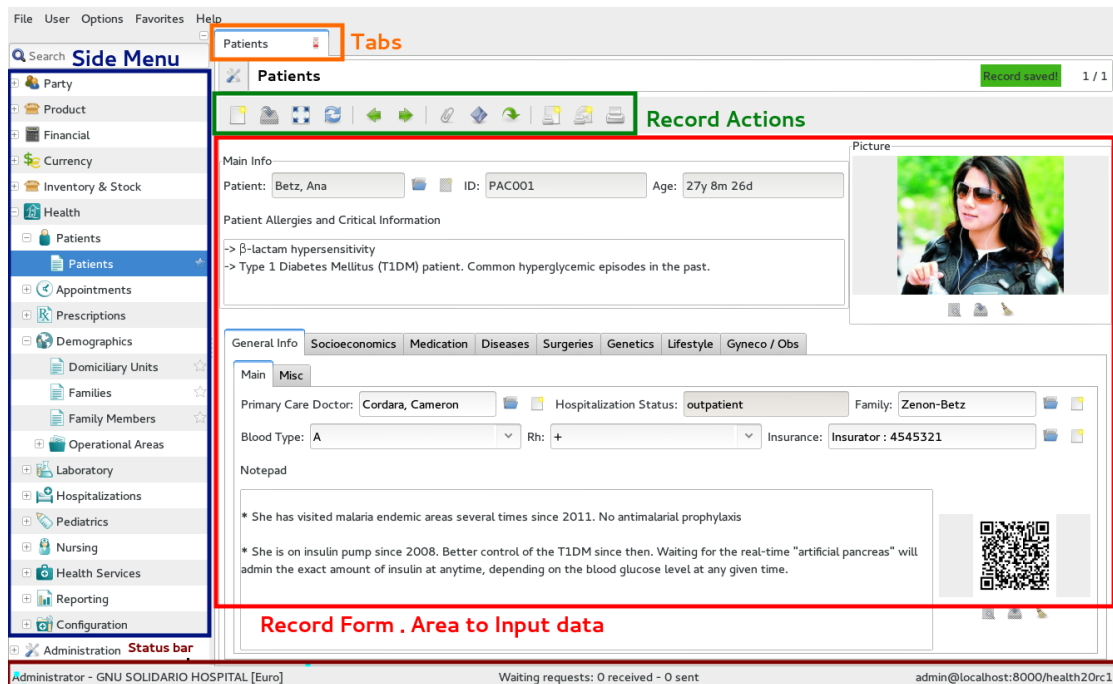 File User Options Favorites Help
Search Side Menu
Party
Product
Financial
Currency
Inventory & Stock
Health
Patients
Patients
Appointments
Prescriptions
Demographics
Domiciliary Units
Families
Family Members
Operational Areas
Laboratory
Hospitalizations
Pediatrics
Nursing
Health Services
Reporting
Configuration
Administration Status bar
Patients Tabs
Patients Record saved! 1 / 1
Record Actions
Picture
Main Info
Patient: Betz, Ana ID: PAC001 Age: 27y 8m 26d
Patient Allergies and Critical Information
-> β-lactam hypersensitivity
-> Type 1 Diabetes Mellitus (T1DM) patient. Common hyperglycemic episodes in the past.
General Info Socioeconomics Medication Diseases Surgeries Genetics Lifestyle Gyneco / Obs
Main Misc
Primary Care Doctor: Cordara, Cameron Hospitalization Status: outpatient Family: Zenon-Betz
Blood Type: A Rh: + Insurance: Insurator : 4545321
Notepad
* She has visited malaria endemic areas several times since 2011. No antimalarial prophylaxis
* She is on insulin pump since 2008. Better control of the T1DM since then. Waiting for the real-time "artificial pancreas" will
admin the exact amount of insulin at anytime, depending on the blood glucose level at any given time.
Record Form . Area to Input data
Administrator - GNU SOLIDARIO HOSPITAL [Euro] Waiting requests: 0 received - 0 sent admin@localhost:8000/health20rc1